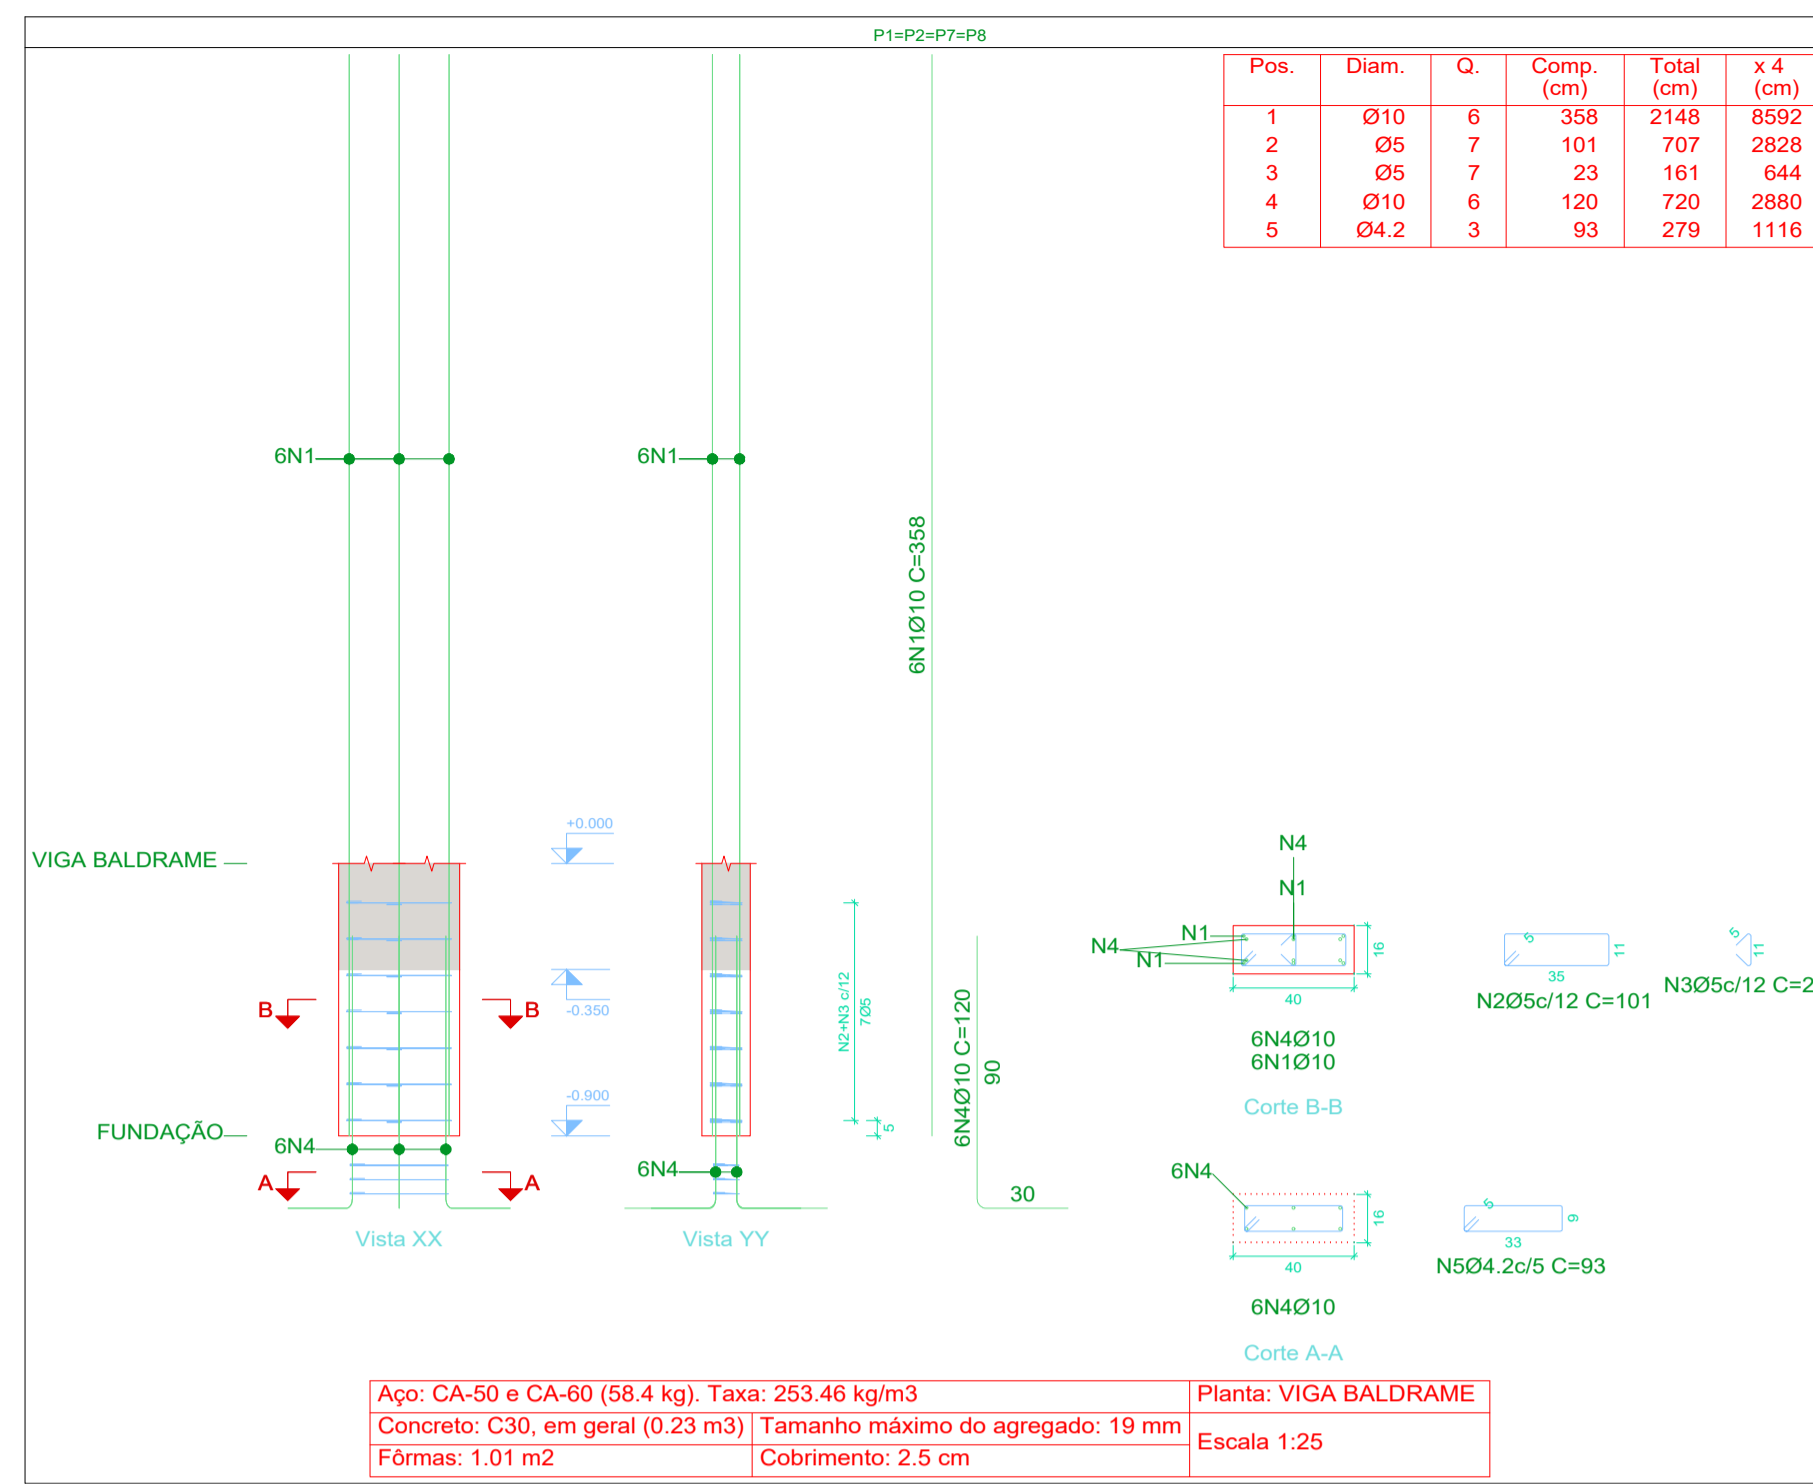 P1=P2=P7=P8
Pos. Diam. Q. Comp. (cm) Total (cm) x 4 (cm)
1 Ø10 6 358 2148 8592
2 Ø5 7 101 707 2828
3 Ø5 7 23 161 644
4 Ø10 6 120 720 2880
5 Ø4.2 3 93 279 1116
6N1
6N1
6N1Ø10 C=358
VIGA BALDRAME
+0.000
-0.350
-0.900
B B
FUNDAÇÃO
6N4
6N4
A A
Vista XX
Vista YY
N2+N3 c/12
7Ø5
5
6N4Ø10 C=120
90
30
N4
N1
N1
N4
N1
16
40
6N4Ø10
6N1Ø10
Corte B-B
5
11
35
N2Ø5c/12 C=101
5
11
N3Ø5c/12 C=2
6N4
16
40
6N4Ø10
Corte A-A
5
9
33
N5Ø4.2c/5 C=93
Aço: CA-50 e CA-60 (58.4 kg). Taxa: 253.46 kg/m3
Planta: VIGA BALDRAME
Concreto: C30, em geral (0.23 m3)
Tamanho máximo do agregado: 19 mm
Escala 1:25
Fôrmas: 1.01 m2
Cobrimento: 2.5 cm